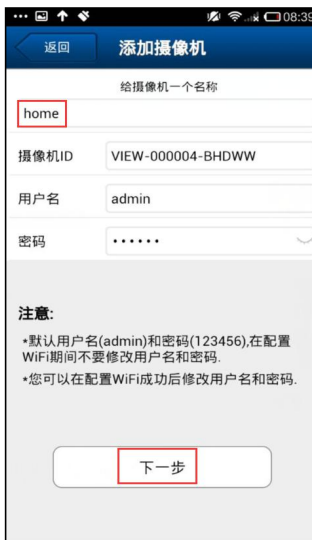 08:39
返回
添加摄像机
给摄像机一个名称
home
摄像机ID VIEW-000004-BHDWW
用户名 admin
密码 ······
注意:
*默认用户名(admin)和密码(123456),在配置
WiFi期间不要修改用户名和密码.
*您可以在配置WiFi成功后修改用户名和密码.
下一步